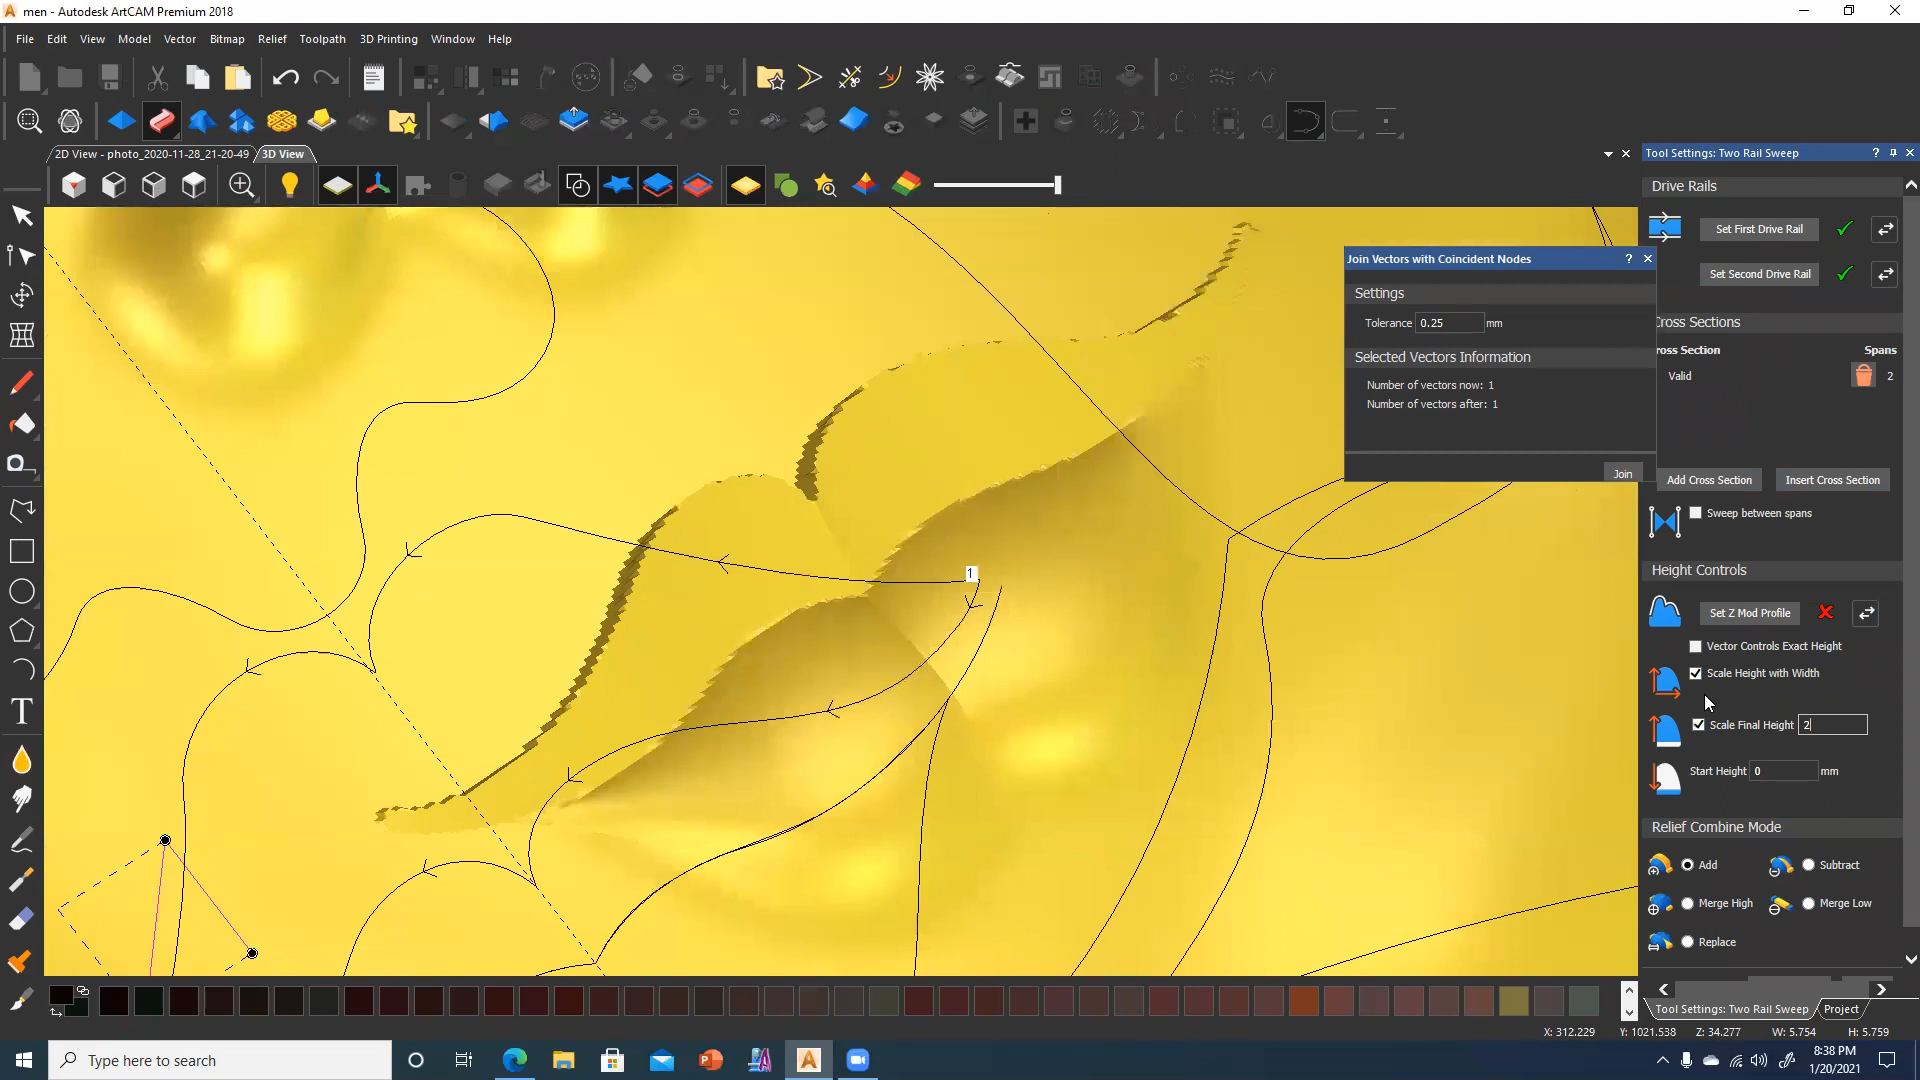 men - Autodesk ArtCAM Premium 2018
File Edit View Model Vector Bitmap Relief Toolpath 3D Printing Window Help
2D View - photo_2020-11-28_21-20-49 3D View
Tool Settings: Two Rail Sweep
Drive Rails
Set First Drive Rail
Set Second Drive Rail
Join Vectors with Coincident Nodes
Settings
Tolerance 0.25 mm
Selected Vectors Information
Number of vectors now: 1
Number of vectors after: 1
Join
ross Sections
ross Section Spans
Valid 2
Add Cross Section Insert Cross Section
Sweep between spans
Height Controls
Set Z Mod Profile
Vector Controls Exact Height
Scale Height with Width
Scale Final Height 2
Start Height 0 mm
Relief Combine Mode
Add Subtract
Merge High Merge Low
Replace
1
T
Tool Settings: Two Rail Sweep Project
X: 312.229 Y: 1021.538 Z: 34.277 W: 5.754 H: 5.759
Type here to search
8:38 PM
1/20/2021